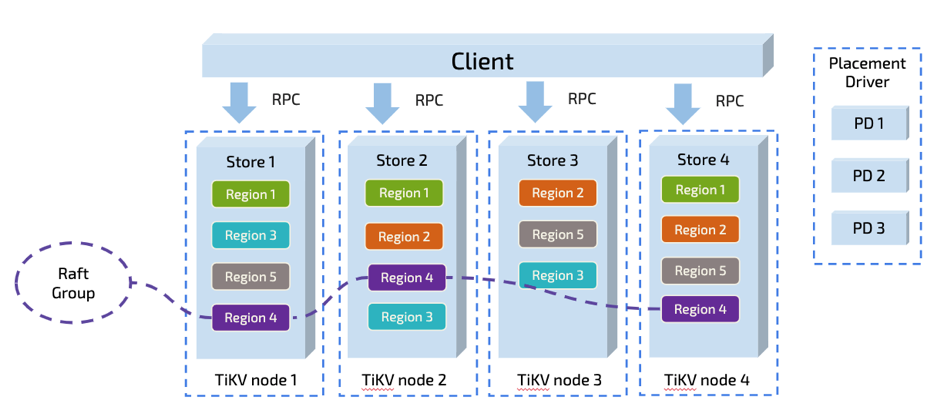 Client
RPC
RPC
RPC
RPC
Placement
Driver
PD 1
PD 2
PD 3
Store 1
Region 1
Region 3
Region 5
Region 4
TiKV node 1
Store 2
Region 1
Region 2
Region 4
Region 3
TiKV node 2
Store 3
Region 2
Region 5
Region 3
TiKV node 3
Store 4
Region 1
Region 2
Region 5
Region 4
TiKV node 4
Raft
Group